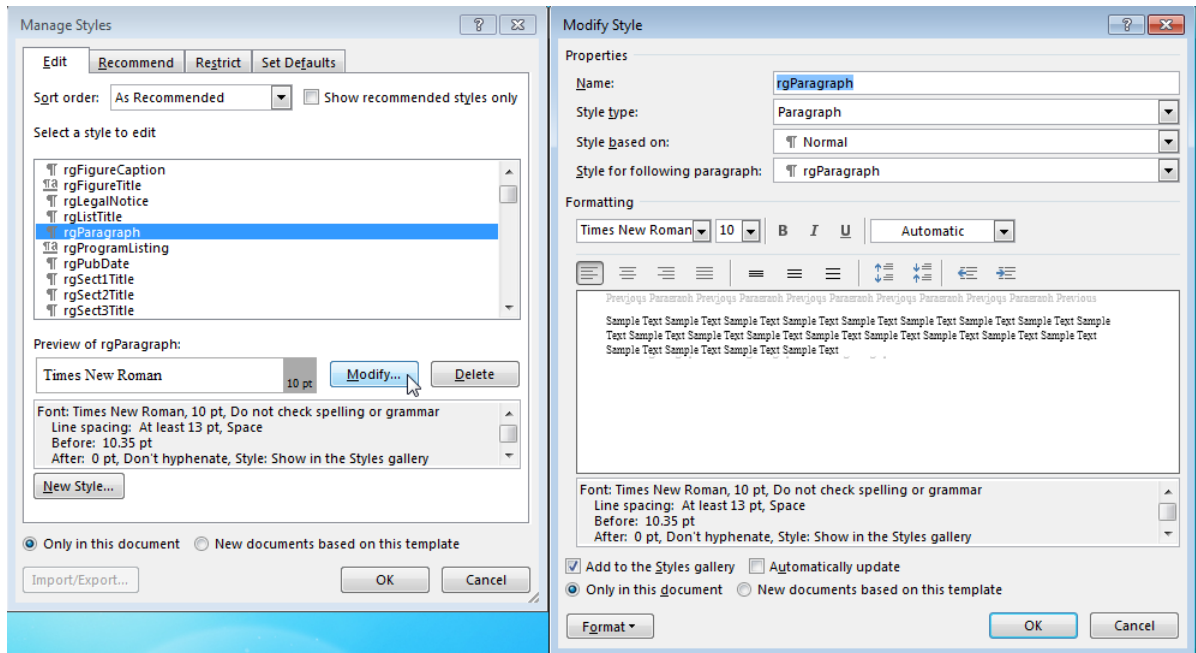 Manage Styles
Edit Recommend Restrict Set Defaults
Sort order: As Recommended Show recommended styles only
Select a style to edit
¶ rgFigureCaption
¶a rgFigureTitle
¶ rgLegalNotice
¶ rgListTitle
¶ rgParagraph
¶a rgProgramListing
¶ rgPubDate
¶ rgSect1Title
¶ rgSect2Title
¶ rgSect3Title
Preview of rgParagraph:
Times New Roman 10 pt Modify... Delete
Font: Times New Roman, 10 pt, Do not check spelling or grammar
Line spacing: At least 13 pt, Space
Before: 10.35 pt
After: 0 pt, Don't hyphenate, Style: Show in the Styles gallery
New Style...
Only in this document New documents based on this template
Import/Export... OK Cancel
Modify Style
Properties
Name: rgParagraph
Style type: Paragraph
Style based on: ¶ Normal
Style for following paragraph: ¶ rgParagraph
Formatting
Times New Roman 10 B I U Automatic
Previous Paragraph Previous Paragraph Previous Paragraph Previous Paragraph Previous Paragraph Previous
Sample Text Sample Text Sample Text Sample Text Sample Text Sample Text Sample Text Sample Text Sample
Text Sample Text Sample Text Sample Text Sample Text Sample Text Sample Text Sample Text Sample Text
Sample Text Sample Text Sample Text Sample Text
Font: Times New Roman, 10 pt, Do not check spelling or grammar
Line spacing: At least 13 pt, Space
Before: 10.35 pt
After: 0 pt, Don't hyphenate, Style: Show in the Styles gallery
Add to the Styles gallery Automatically update
Only in this document New documents based on this template
Format OK Cancel